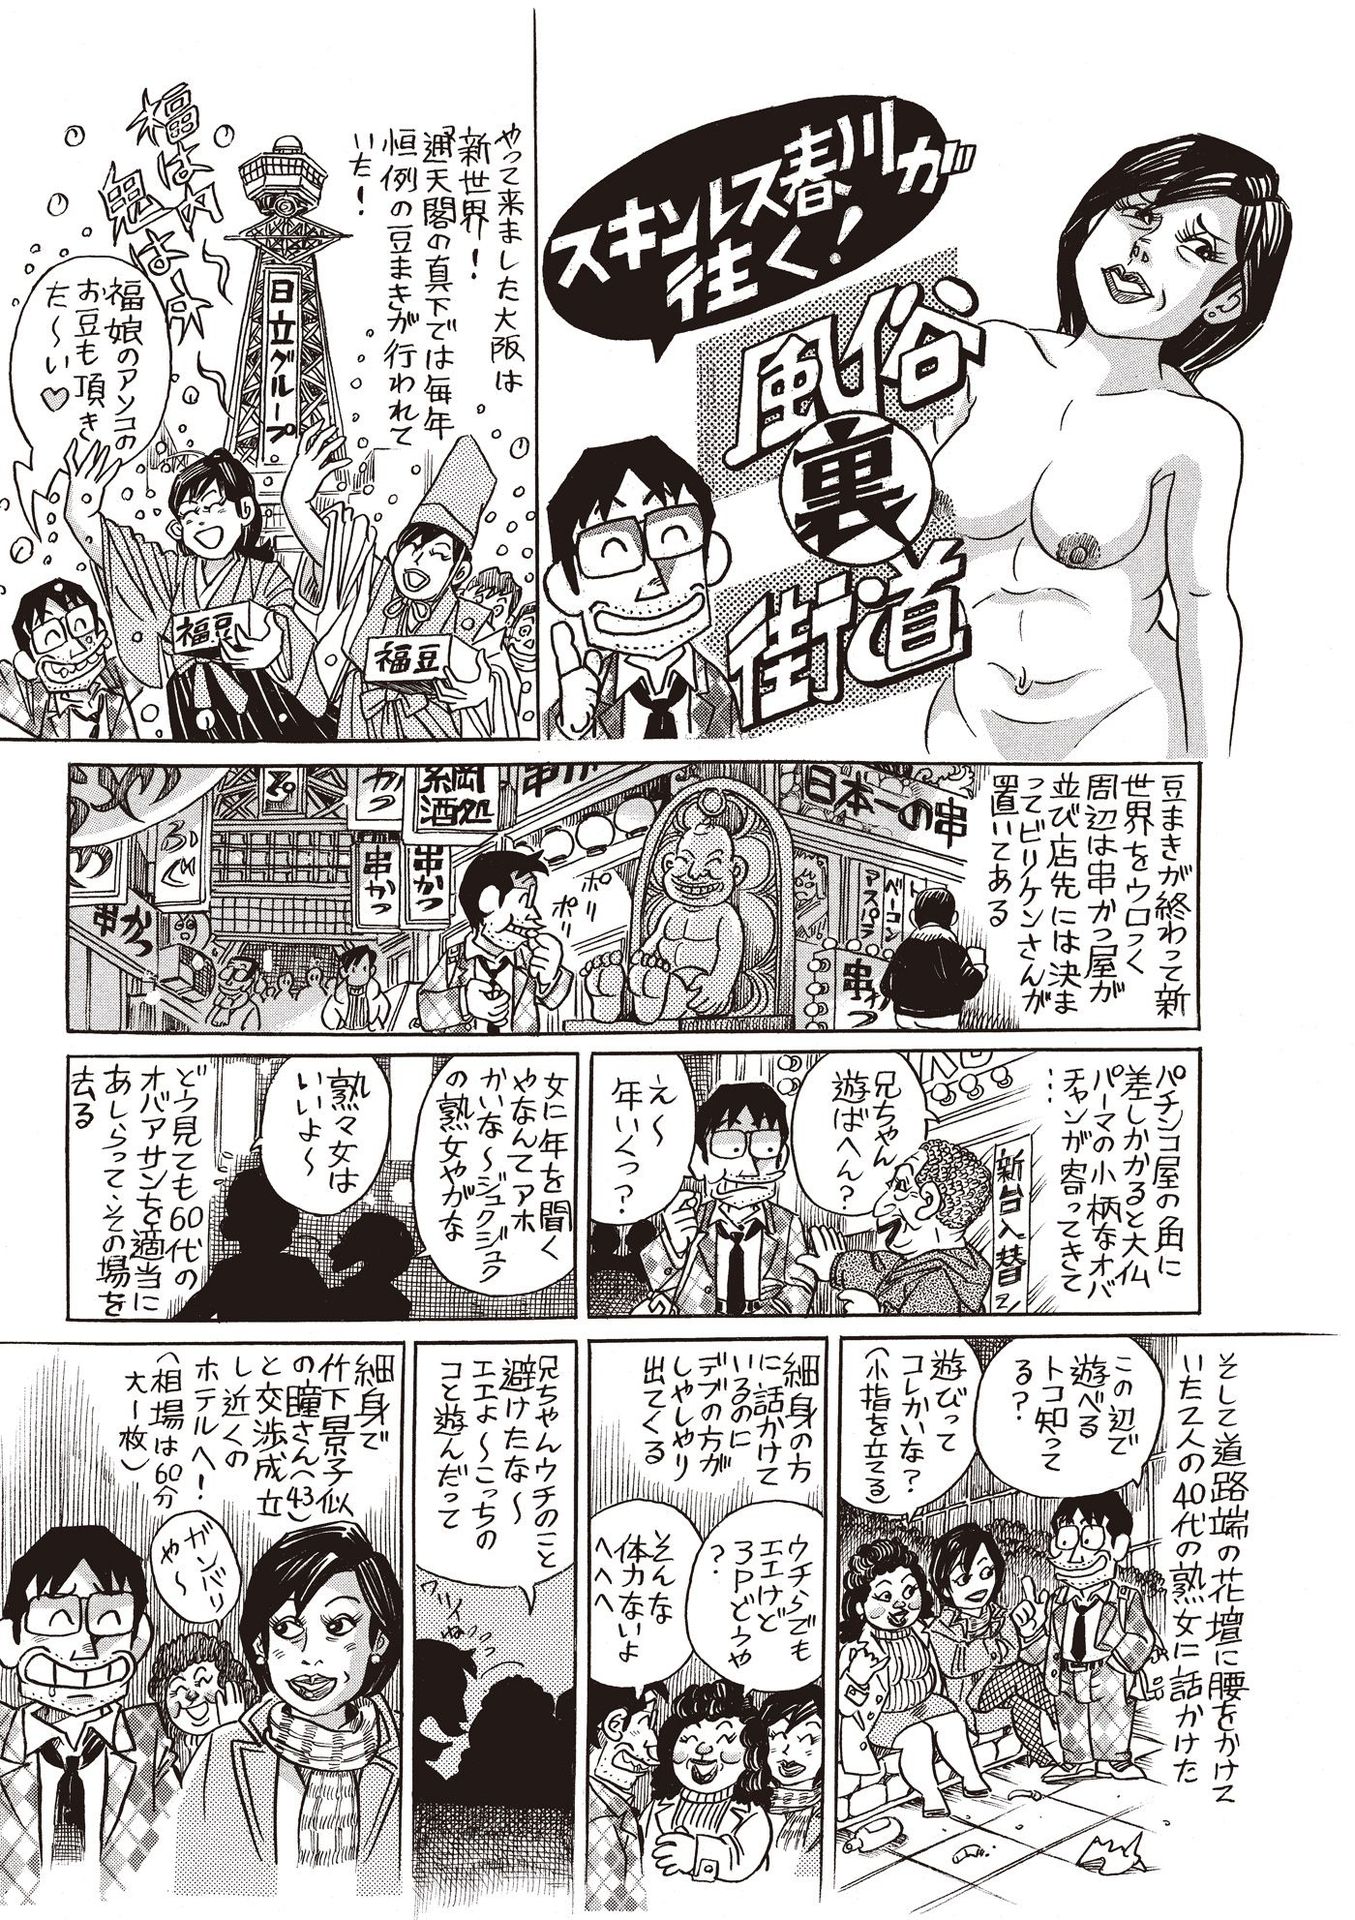 スキンレス春川が
往く!
風俗
裏
街道
やって来ました大阪は
新世界!
通天閣の真下では毎年
恒例の豆まきが行われて
いた!
福は内
鬼は外
日立グループ
福娘のアンコの
お豆も頂き
た〜い♡
福豆
福豆
豆まきが終わって新
世界をウロつく
周辺は串かつ屋が
並び店先には決ま
ってビリケンさんが
置いてある
日本一の串
ベーコン
アスパラ
串かつ
ポリ
ポリ
串かつ
酒処
串かつ
串かつ
串かつ
パチンコ屋の角に
差しかかると大仏
パーマの小柄なオバ
チャンが寄ってきて
…
新台入替
兄ちゃん
遊ばへん?
え〜
年いくつ?
女に年を聞く
やなんてアホ
かいな〜ジュクジュク
の熟女やがな
熟々女は
いいよ〜
どう見ても60代の
オバアサンを適当に
あしらって、その場を
去る
そして道路端の花壇に腰をかけて
いた2人の40代の熟女に話かけた
この辺で
遊べる
トコ知って
る?
遊びって
コレかいな?
(小指を立てる)
細身の方
に話かけて
いるのに
デブの方が
しゃしゃり
出てくる
ウチらでも
エエけど
3Pどうや
?
そんな
体力ないよ
へへへ
兄ちゃんウチのこと
避けたな〜
エエよ〜こっちの
コと遊んだって
細身で
竹下景子似
の瞳さん(43)
と交渉成立
し近くの
ホテルへ!
(相場は60分
大一枚)
ガンバリ
や〜